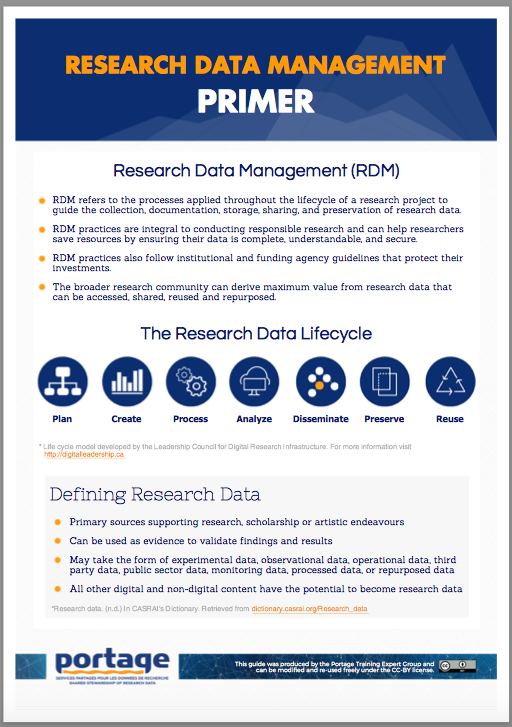 RESEARCH DATA MANAGEMENT
PRIMER
Research Data Management (RDM)
RDM refers to the processes applied throughout the lifecycle of a research project to
guide the collection, documentation, storage, sharing, and preservation of research data.
RDM practices are integral to conducting responsible research and can help researchers
save resources by ensuring their data is complete, understandable, and secure.
RDM practices also follow institutional and funding agency guidelines that protect their
investments.
The broader research community can derive maximum value from research data that
can be accessed, shared, reused and repurposed.
The Research Data Lifecycle
Plan Create Process Analyze Disseminate Preserve Reuse
* Life cycle model developed by the Leadership Council for Digital Research Infrastructure. For more information visit
http://digitalleadership.ca
Defining Research Data
Primary sources supporting research, scholarship or artistic endeavours
Can be used as evidence to validate findings and results
May take the form of experimental data, observational data, operational data, third
party data, public sector data, monitoring data, processed data, or repurposed data
All other digital and non-digital content have the potential to become research data
*Research data. (n.d.) In CASRAI's Dictionary. Retrieved from dictionary.casrai.org/Research_data
portage
SERVICES PARTAGÉS POUR LES DONNÉES DE RECHERCHE
SHARED STEWARDSHIP OF RESEARCH DATA
This guide was produced by the Portage Training Expert Group and
can be modified and re-used freely under the CC-BY license.